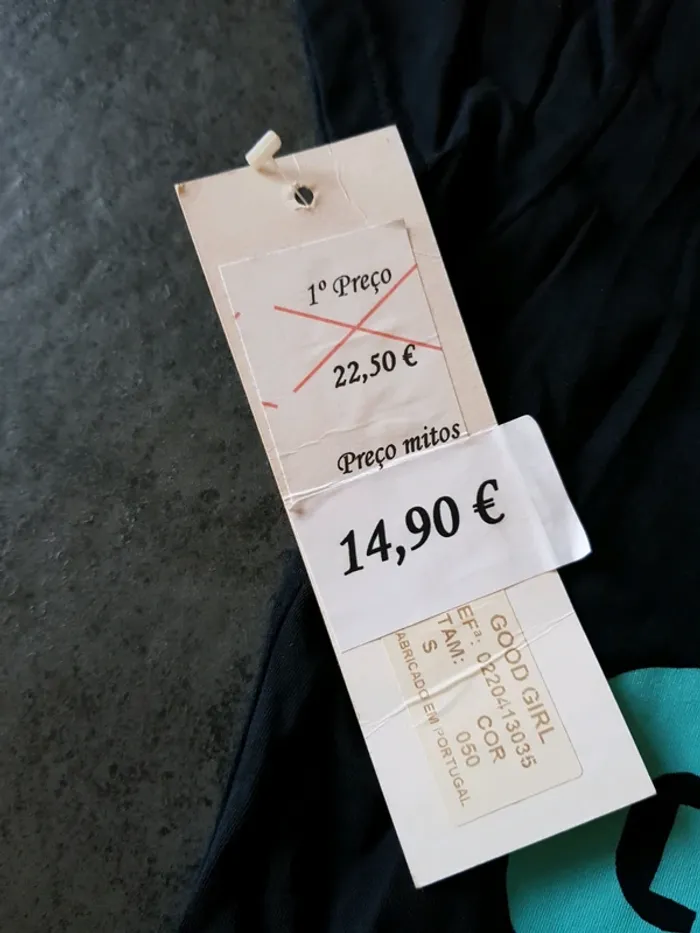 1º Preço
22,50 €
Preço mitos
14,90 €
GOOD GIRL
EFª: 0220413035
TAM: COR
S 050
ABRICADO EM PORTUGAL